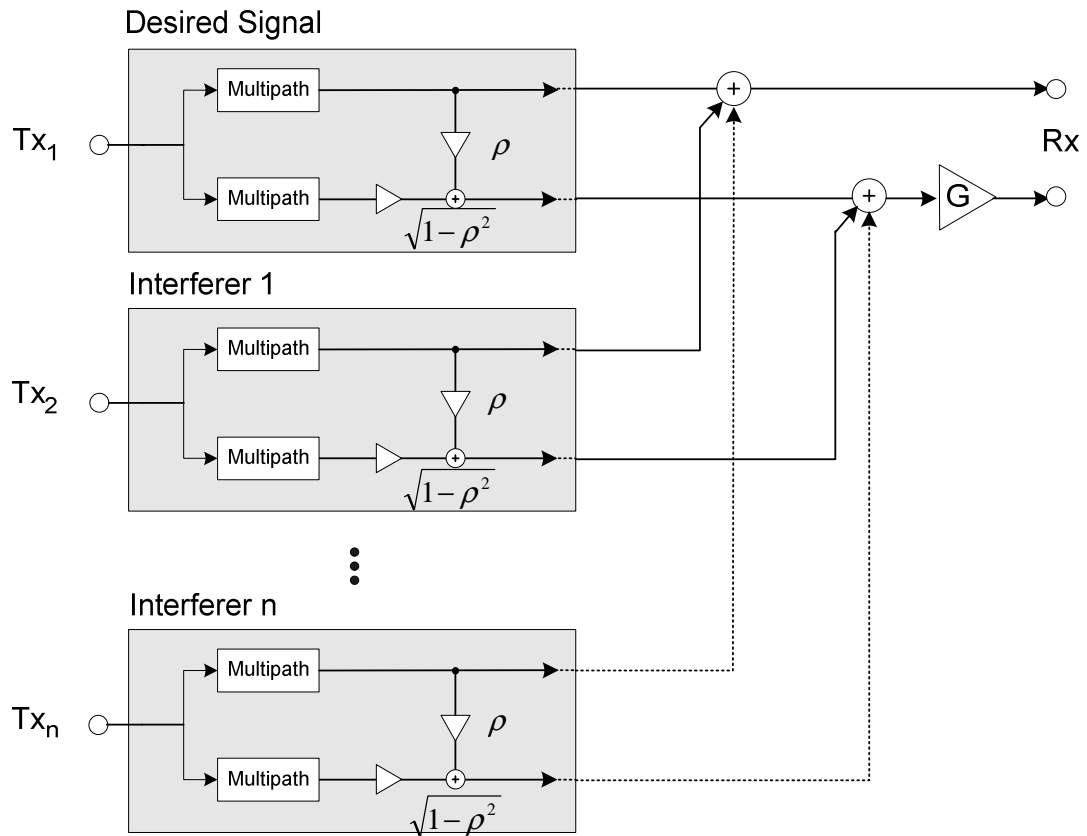 Desired Signal
Multipath
Tx₁
ρ
Rx
Multipath
G
√1−ρ²
Interferer 1
Multipath
Tx₂
ρ
Multipath
√1−ρ²
Interferer n
Multipath
Txₙ
ρ
Multipath
√1−ρ²